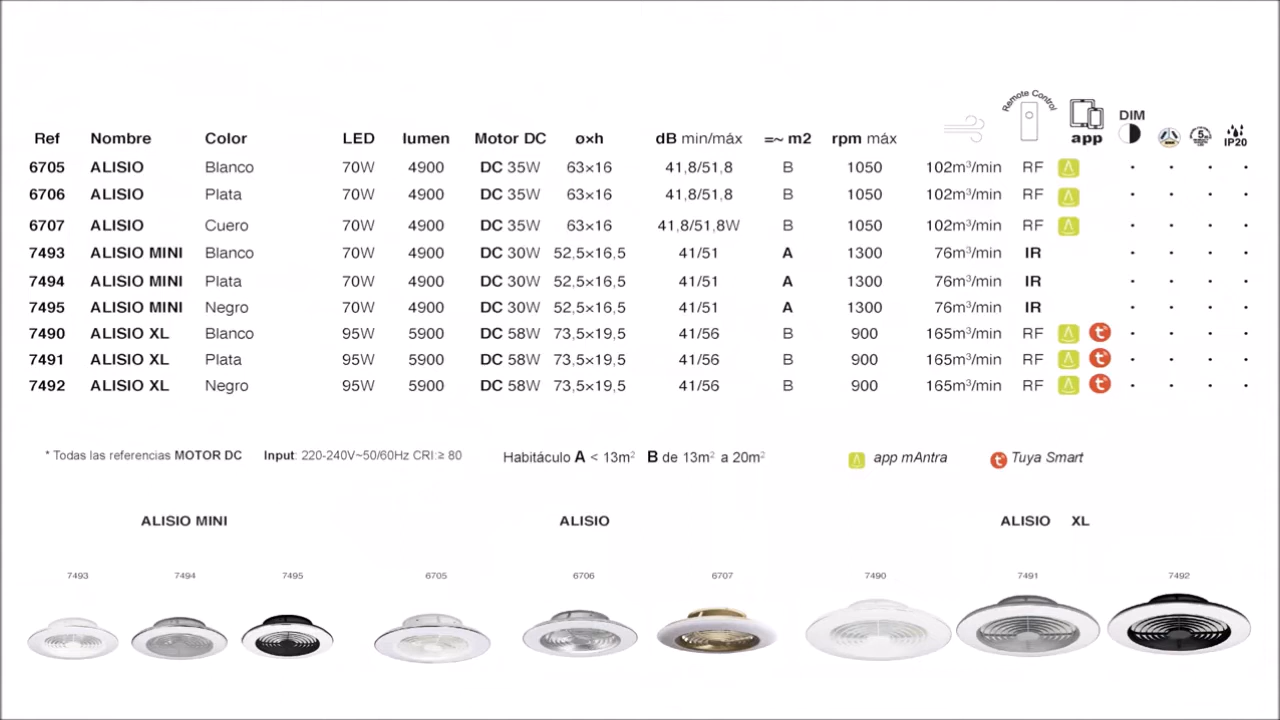 Remote Control
DIM
Ref Nombre Color LED lumen Motor DC øxh dB min/máx =~ m2 rpm máx app 5 IP20
6705 ALISIO Blanco 70W 4900 DC 35W 63×16 41,8/51,8 B 1050 102m³/min RF · · · ·
6706 ALISIO Plata 70W 4900 DC 35W 63×16 41,8/51,8 B 1050 102m³/min RF · · · ·
6707 ALISIO Cuero 70W 4900 DC 35W 63×16 41,8/51,8W B 1050 102m³/min RF · · · ·
7493 ALISIO MINI Blanco 70W 4900 DC 30W 52,5×16,5 41/51 A 1300 76m³/min IR · · · ·
7494 ALISIO MINI Plata 70W 4900 DC 30W 52,5×16,5 41/51 A 1300 76m³/min IR · · · ·
7495 ALISIO MINI Negro 70W 4900 DC 30W 52,5×16,5 41/51 A 1300 76m³/min IR · · · ·
7490 ALISIO XL Blanco 95W 5900 DC 58W 73,5×19,5 41/56 B 900 165m³/min RF t · · · ·
7491 ALISIO XL Plata 95W 5900 DC 58W 73,5×19,5 41/56 B 900 165m³/min RF t · · · ·
7492 ALISIO XL Negro 95W 5900 DC 58W 73,5×19,5 41/56 B 900 165m³/min RF t · · · ·
* Todas las referencias MOTOR DC Input: 220-240V~50/60Hz CRI:≥ 80 Habitáculo A < 13m² B de 13m² a 20m² app mAntra t Tuya Smart
ALISIO MINI ALISIO ALISIO XL
7493 7494 7495 6705 6706 6707 7490 7491 7492